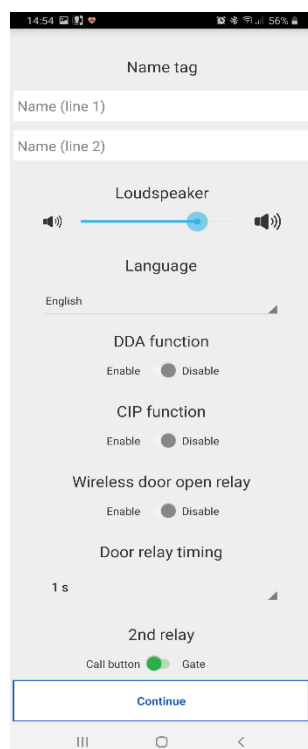 14:54 56%
Name tag
Name (line 1)
Name (line 2)
Loudspeaker
Language
English
DDA function
Enable Disable
CIP function
Enable Disable
Wireless door open relay
Enable Disable
Door relay timing
1 s
2nd relay
Call button Gate
Continue